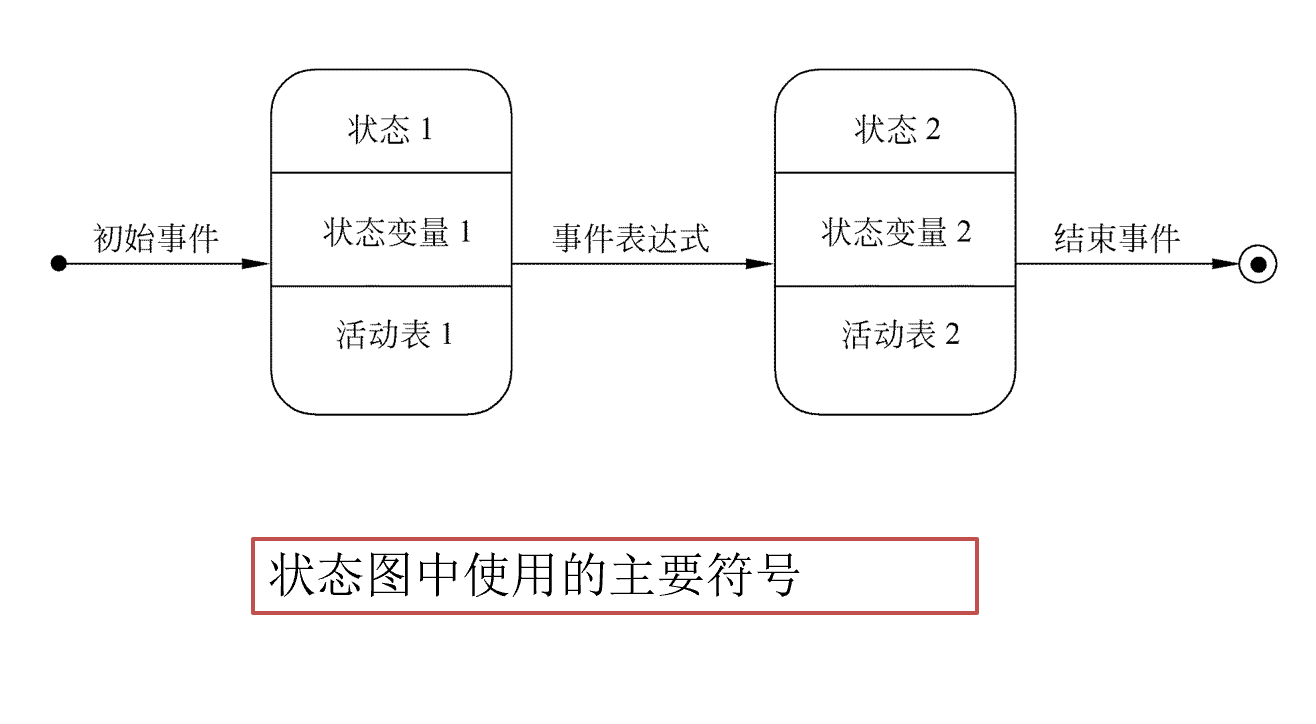 状态 1
状态 2
初始事件
状态变量 1
事件表达式
状态变量 2
结束事件
活动表 1
活动表 2
状态图中使用的主要符号